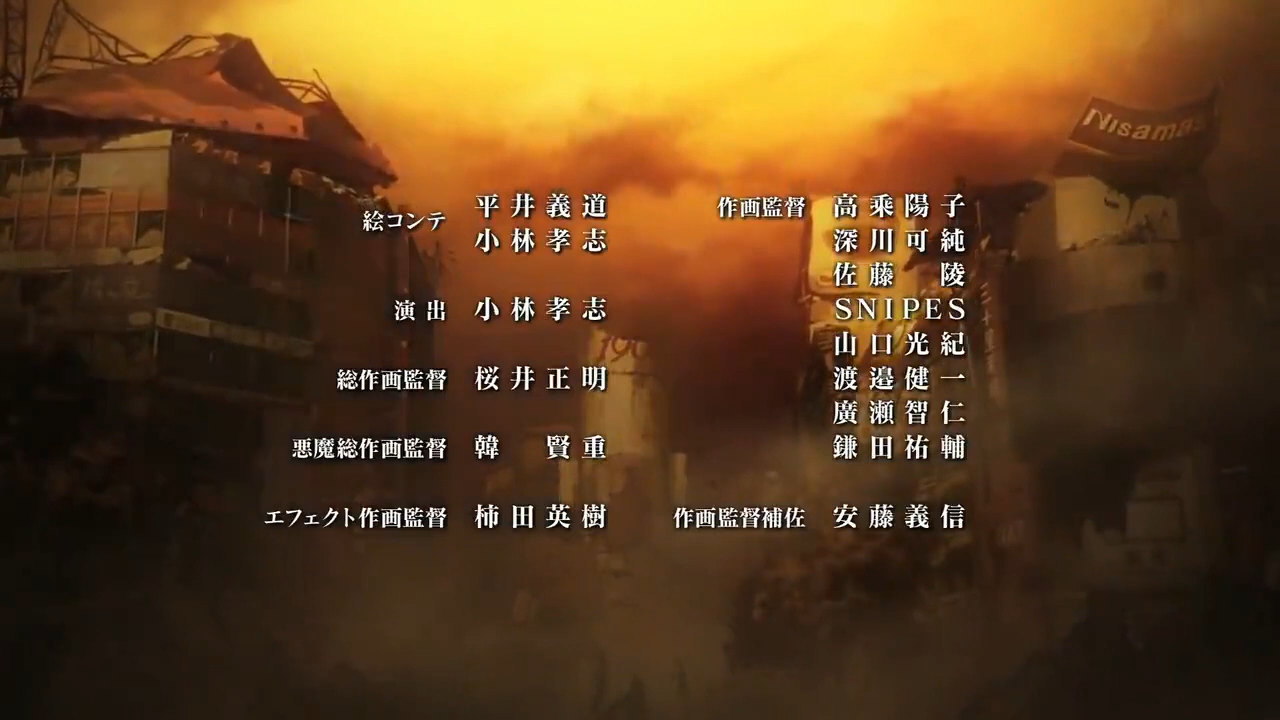 絵コンテ 平井義道
小林孝志
演出 小林孝志
総作画監督 桜井正明
悪魔総作画監督 韓 賢重
エフェクト作画監督 柿田英樹
作画監督 高乗陽子
深川可純
佐藤 陵
SNIPES
山口光紀
渡邉健一
廣瀬智仁
鎌田祐輔
作画監督補佐 安藤義信
109